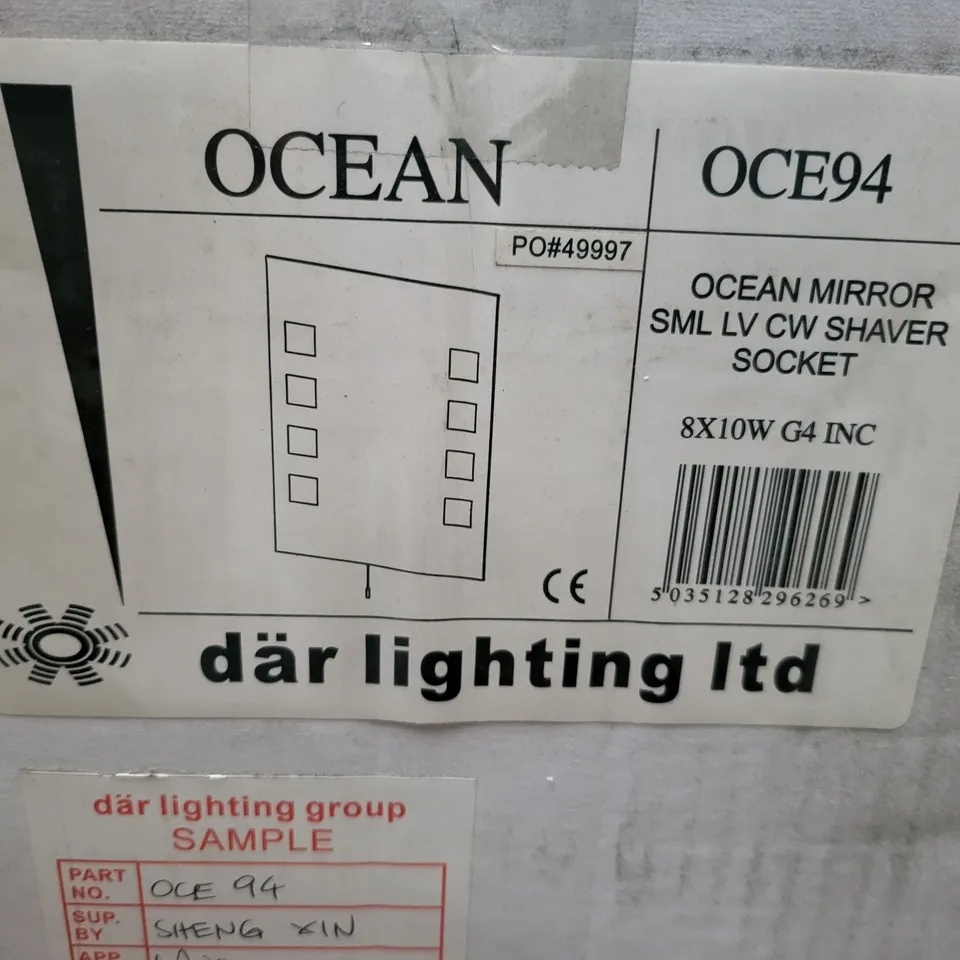 OCEAN
OCE94
PO#49997
OCEAN MIRROR
SML LV CW SHAVER
SOCKET
8X10W G4 INC
5 035128 296269 >
CE
där lighting ltd
där lighting group
SAMPLE
PART NO. OCE 94
SUP. BY SHENG XIN
APP